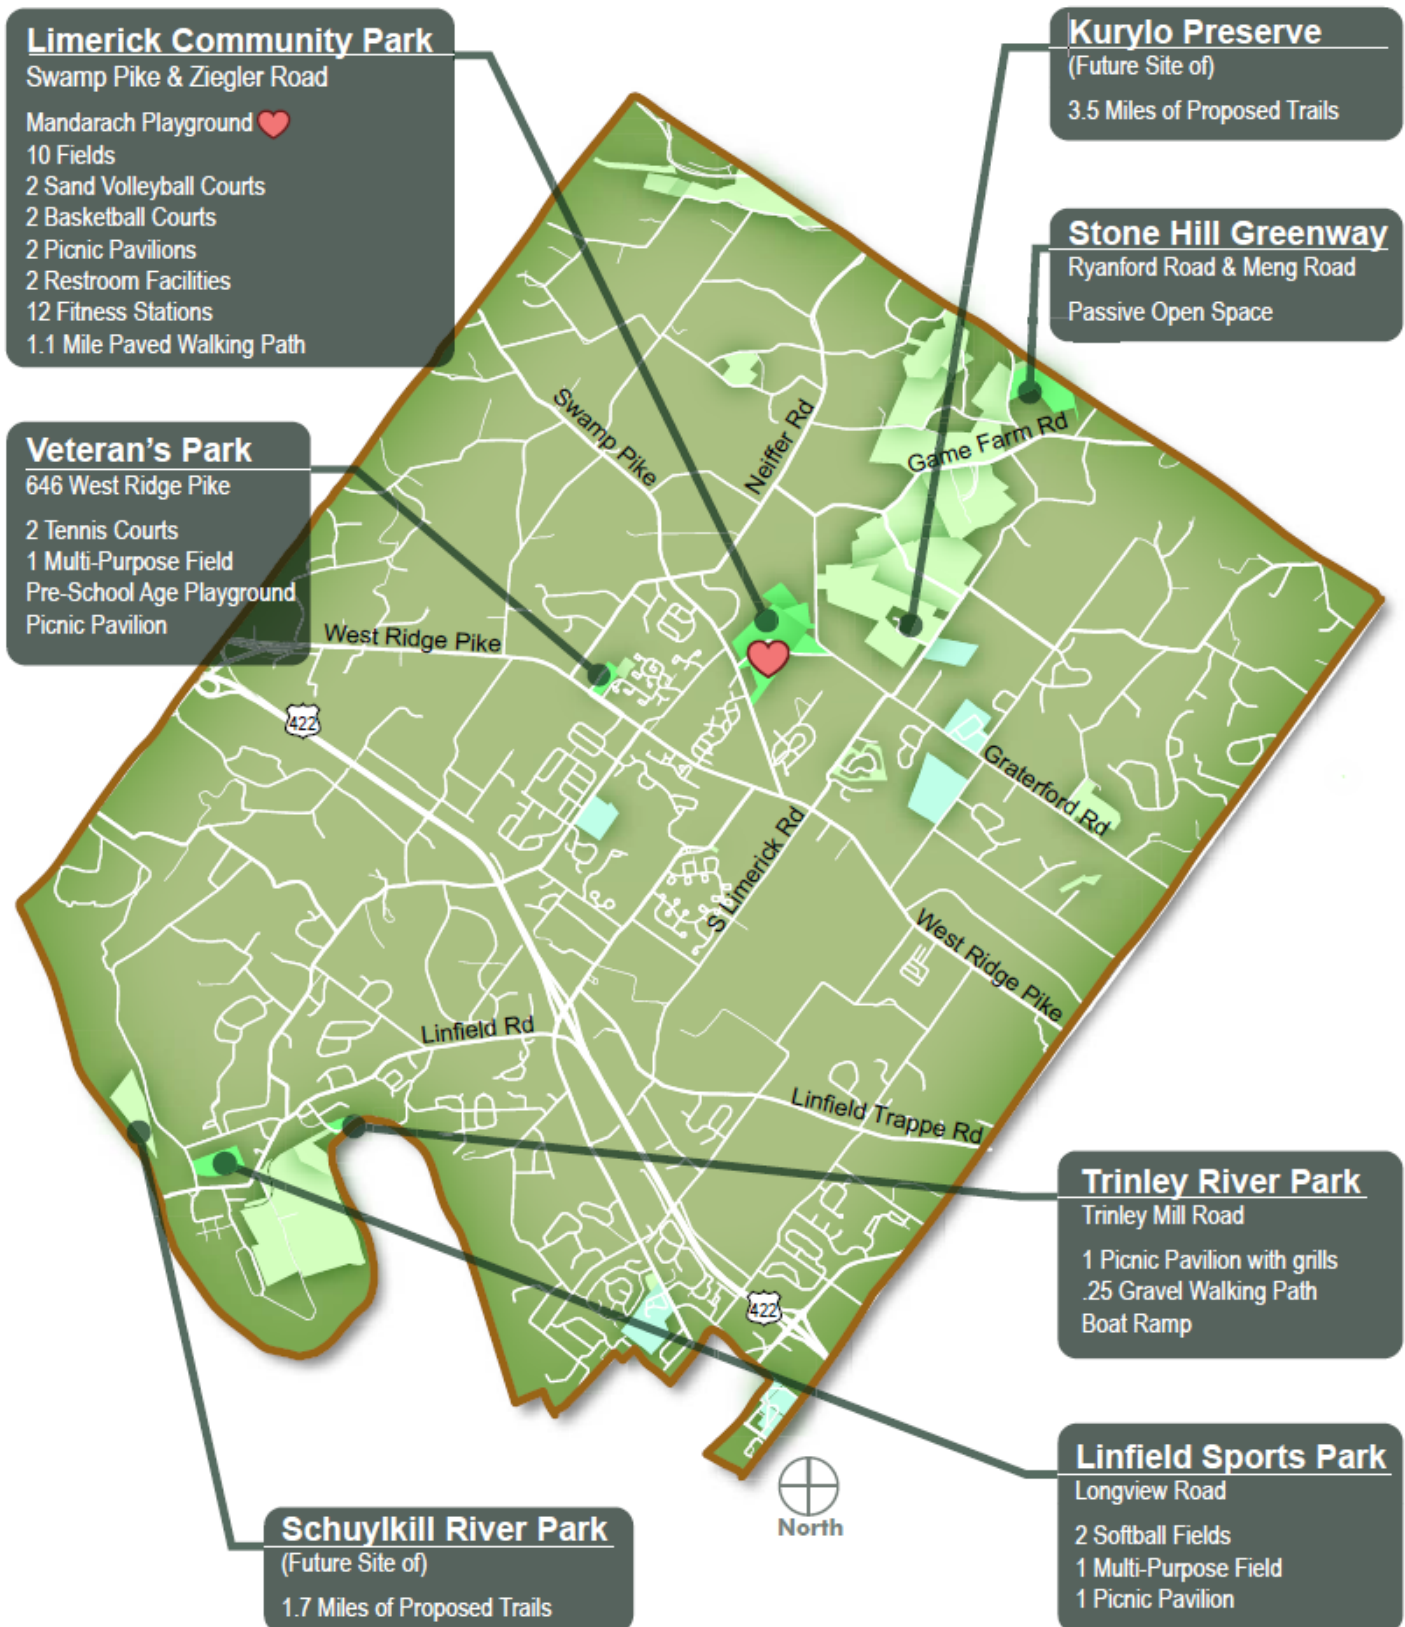 Limerick Community Park
Swamp Pike & Ziegler Road
Mandarach Playground
10 Fields
2 Sand Volleyball Courts
2 Basketball Courts
2 Picnic Pavilions
2 Restroom Facilities
12 Fitness Stations
1.1 Mile Paved Walking Path
Kurylo Preserve
(Future Site of)
3.5 Miles of Proposed Trails
Stone Hill Greenway
Ryanford Road & Meng Road
Passive Open Space
Veteran's Park
646 West Ridge Pike
2 Tennis Courts
1 Multi-Purpose Field
Pre-School Age Playground
Picnic Pavilion
Swamp Pike
Neiffer Rd
Game Farm Rd
West Ridge Pike
422
Graterford Rd
S Limerick Rd
West Ridge Pike
Linfield Rd
Linfield Trappe Rd
422
Trinley River Park
Trinley Mill Road
1 Picnic Pavilion with grills
.25 Gravel Walking Path
Boat Ramp
Linfield Sports Park
Longview Road
2 Softball Fields
1 Multi-Purpose Field
1 Picnic Pavilion
North
Schuylkill River Park
(Future Site of)
1.7 Miles of Proposed Trails